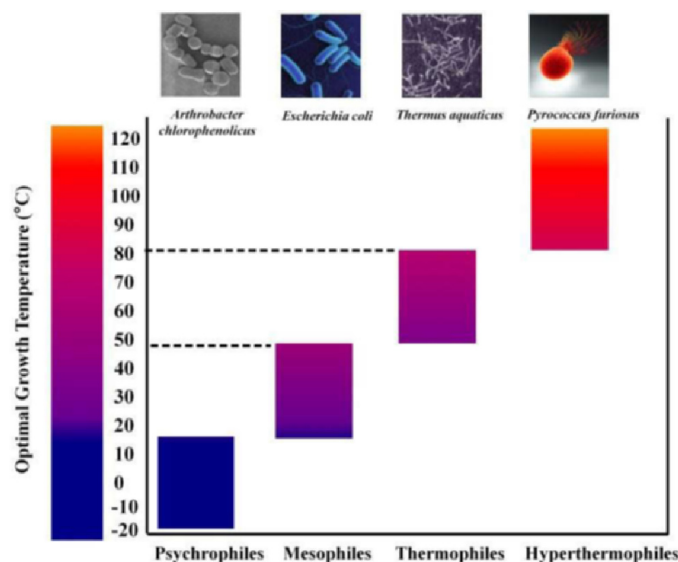 Arthrobacter
chlorophenolicus
Escherichia coli
Thermus aquaticus
Pyrococcus furiosus
Optimal Growth Temperature (°C)
120
110
100
90
80
70
60
50
40
30
20
10
0
-10
-20
Psychrophiles
Mesophiles
Thermophiles
Hyperthermophiles